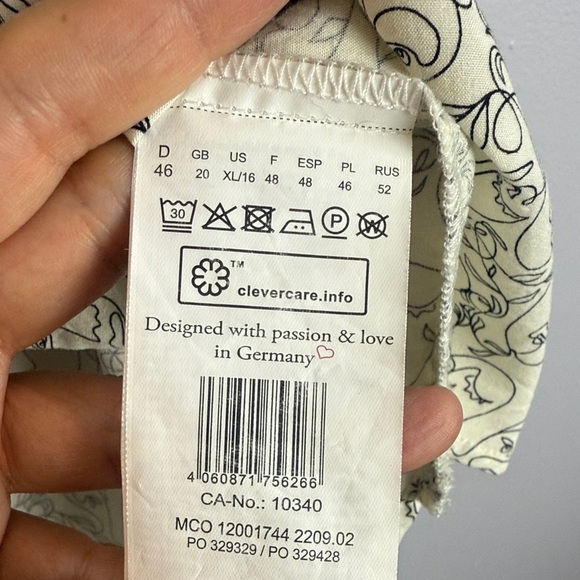 D GB US F ESP PL RUS
46 20 XL/16 48 48 46 52
30 P W
TM
clevercare.info
Designed with passion & love
in Germany
4 060871 756266
CA-No.: 10340
MCO 12001744 2209.02
PO 329329 / PO 329428